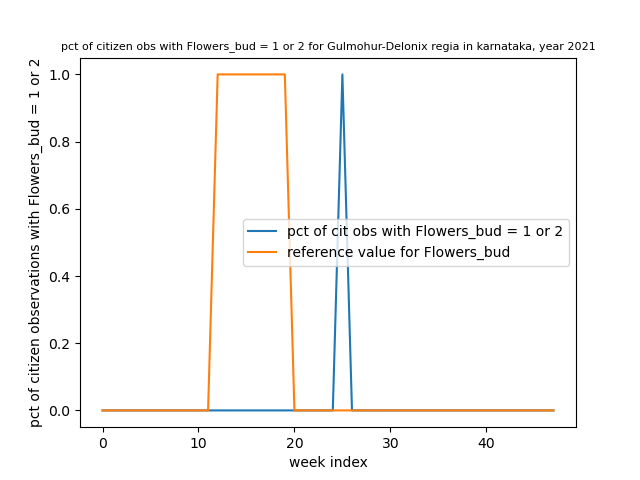 pct of citizen obs with Flowers_bud = 1 or 2 for Gulmohur-Delonix regia in karnataka, year 2021
pct of citizen observations with Flowers_bud = 1 or 2
1.0
0.8
0.6
0.4
0.2
0.0
pct of cit obs with Flowers_bud = 1 or 2
reference value for Flowers_bud
0 10 20 30 40
week index